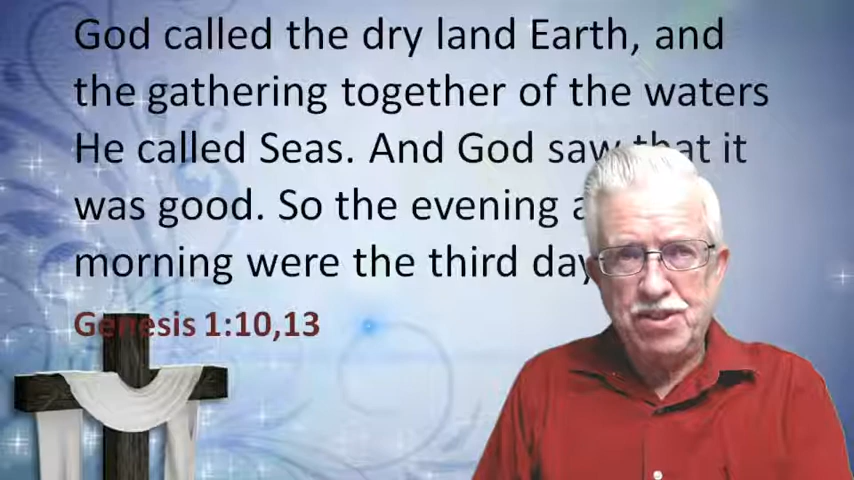 God called the dry land Earth, and
the gathering together of the waters
He called Seas. And God saw that it
was good. So the evening
morning were the third day
Genesis 1:10,13